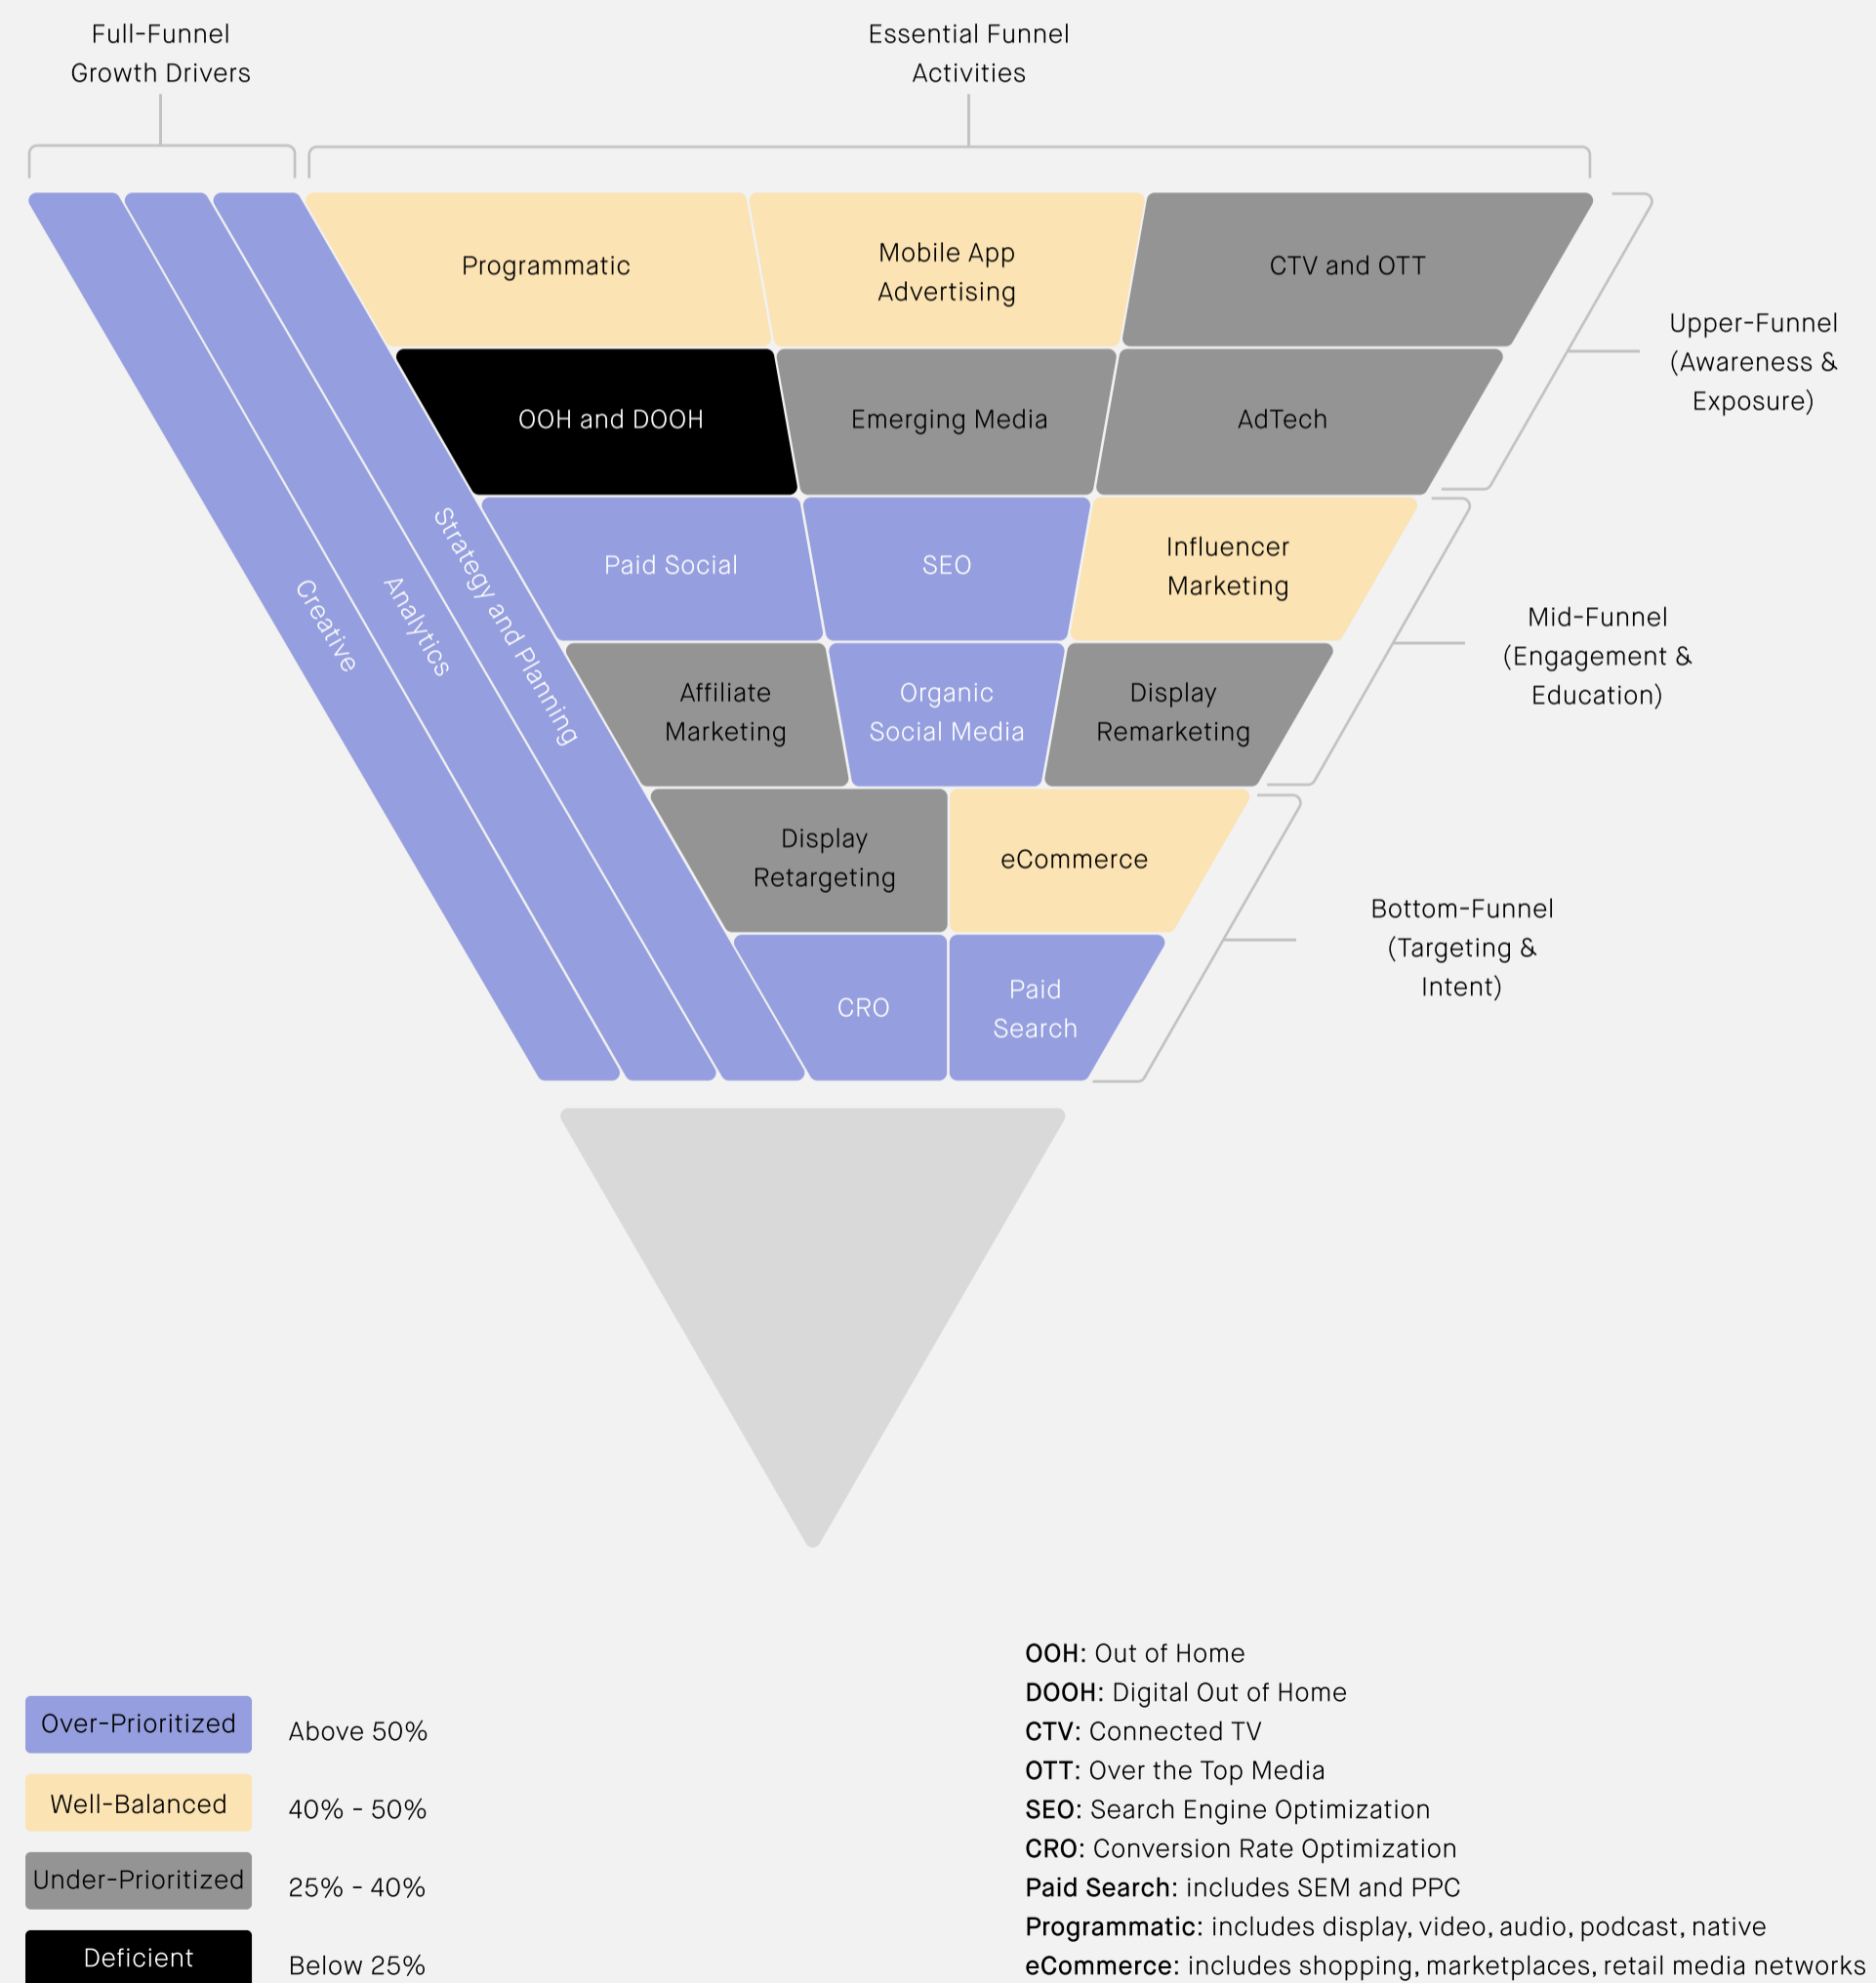 Full-Funnel
Growth Drivers
Essential Funnel
Activities
Programmatic
Mobile App
Advertising
CTV and OTT
Upper-Funnel
(Awareness &
Exposure)
OOH and DOOH
Emerging Media
AdTech
Creative
Analytics
Strategy and Planning
Paid Social
SEO
Influencer
Marketing
Mid-Funnel
(Engagement &
Education)
Affiliate
Marketing
Organic
Social Media
Display
Remarketing
Display
Retargeting
eCommerce
Bottom-Funnel
(Targeting &
Intent)
CRO
Paid
Search
Over-Prioritized
Above 50%
Well-Balanced
40% - 50%
Under-Prioritized
25% - 40%
Deficient
Below 25%
OOH: Out of Home
DOOH: Digital Out of Home
CTV: Connected TV
OTT: Over the Top Media
SEO: Search Engine Optimization
CRO: Conversion Rate Optimization
Paid Search: includes SEM and PPC
Programmatic: includes display, video, audio, podcast, native
eCommerce: includes shopping, marketplaces, retail media networks